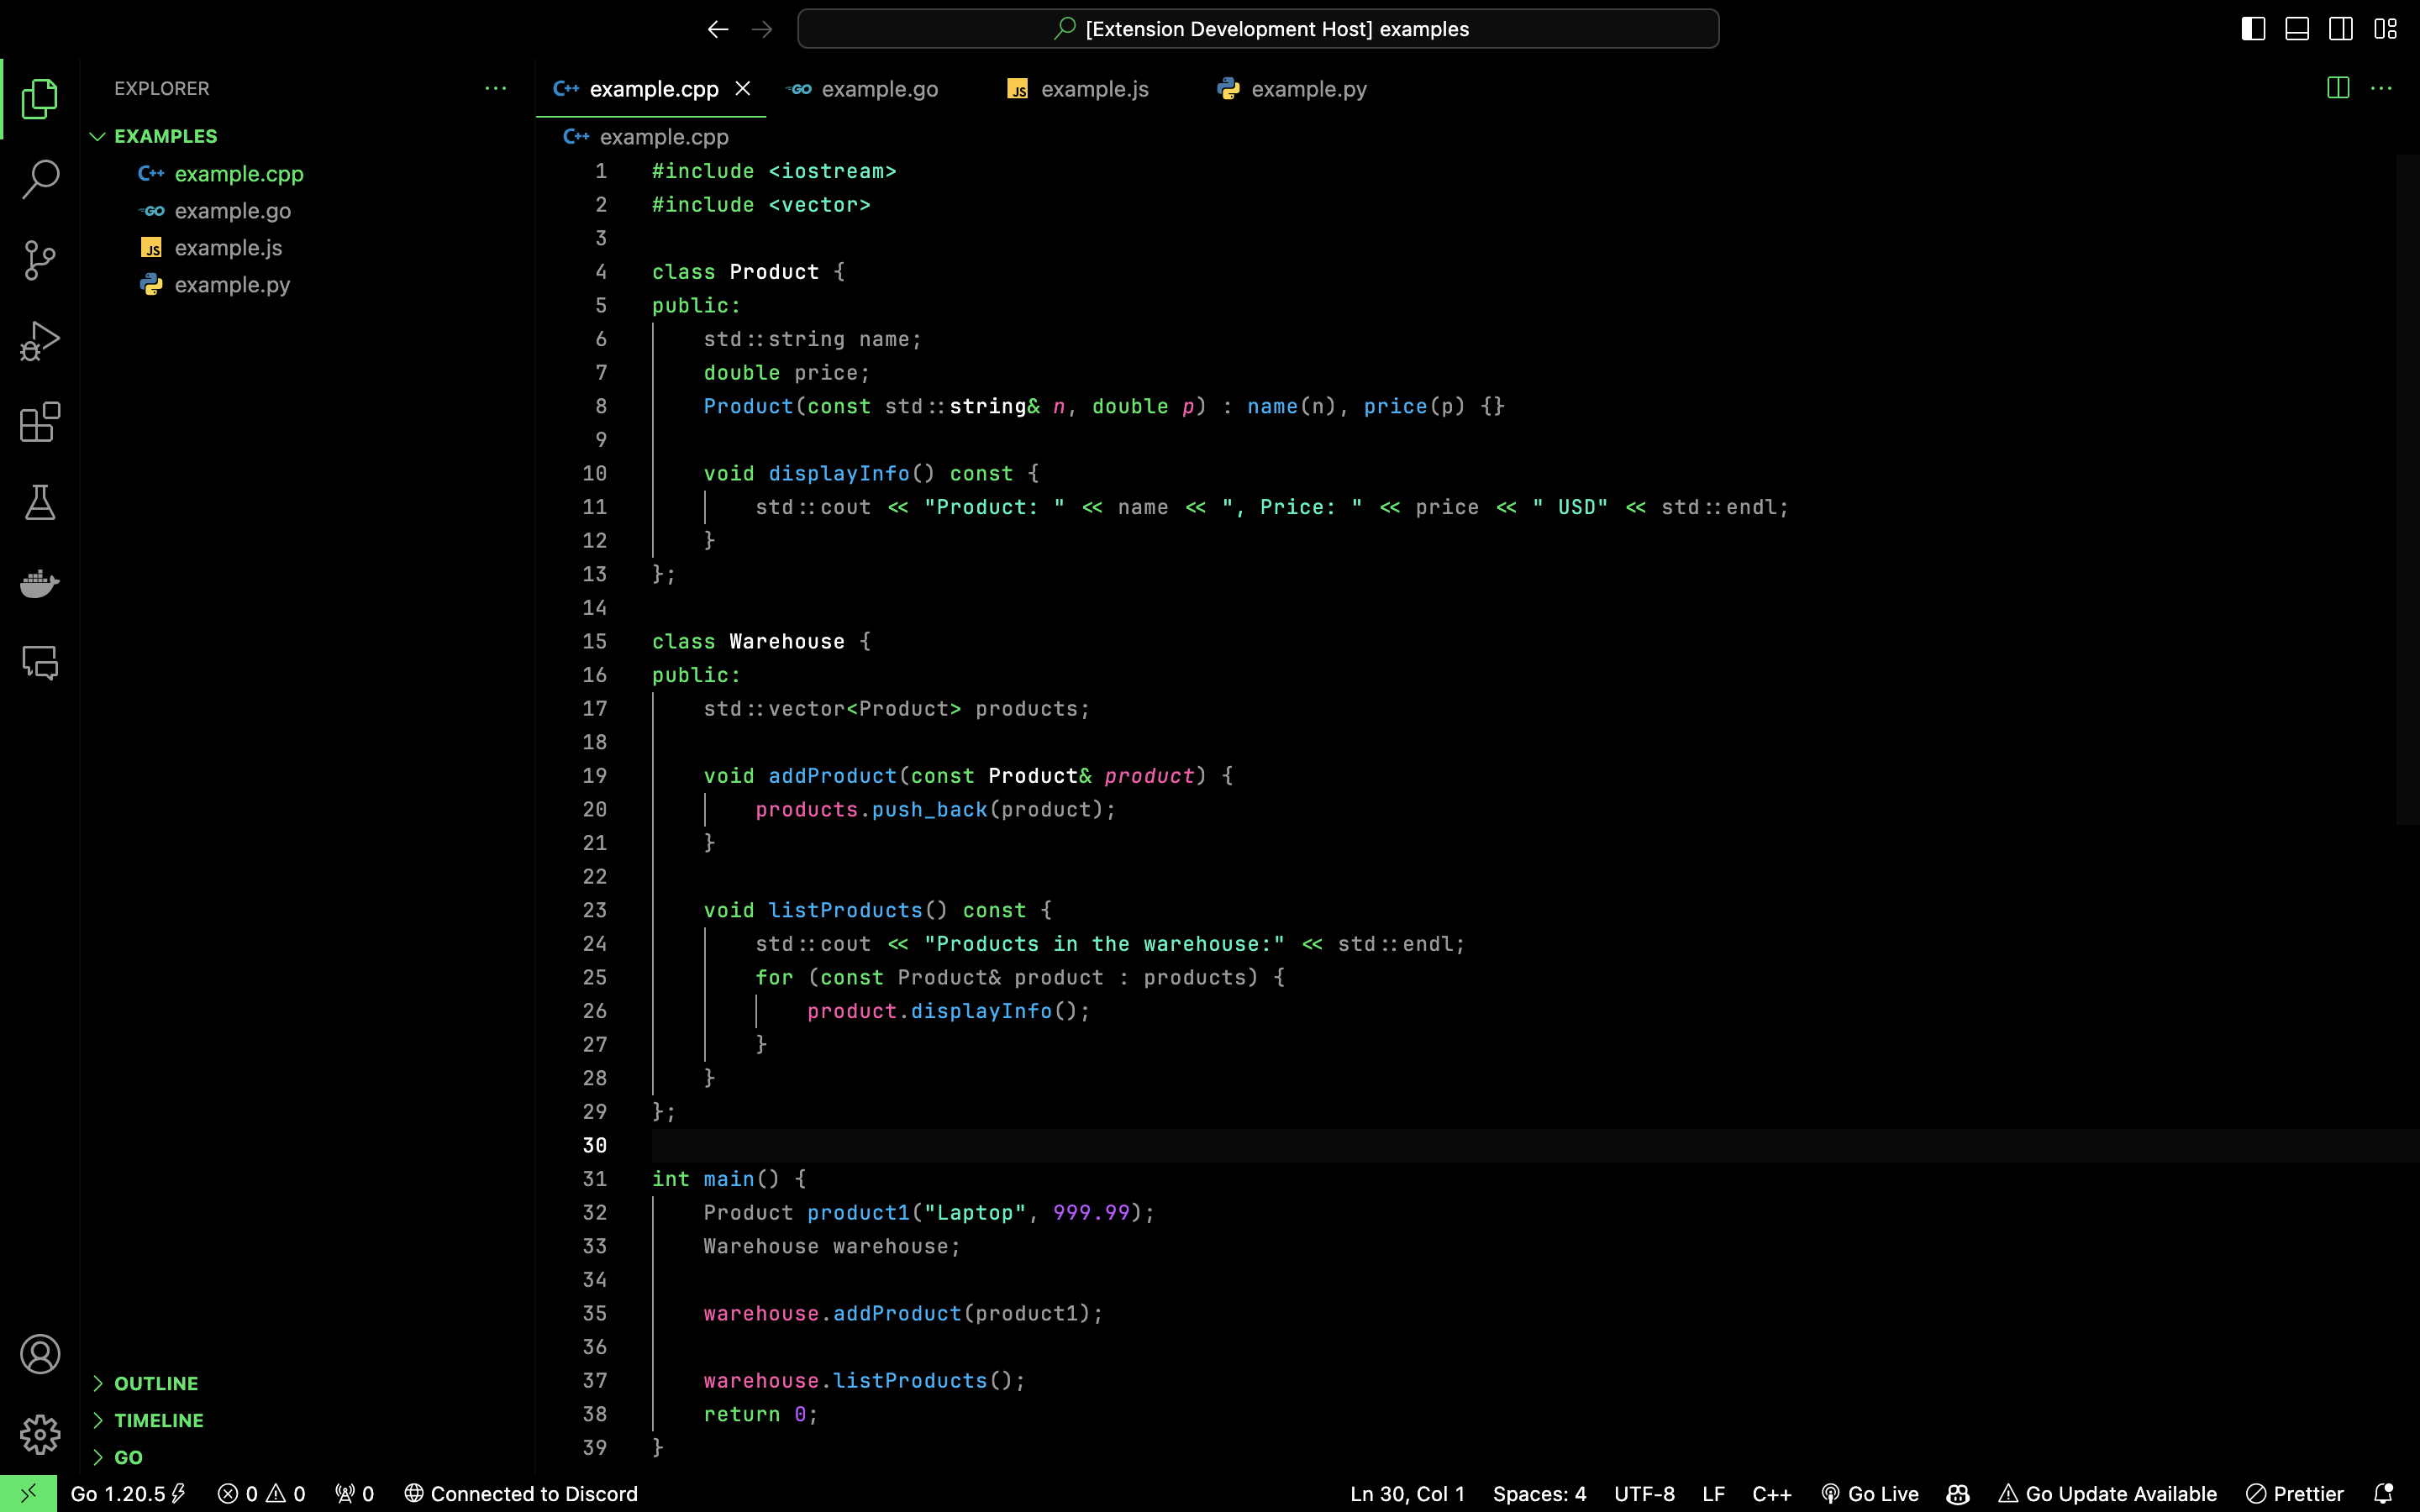 [Extension Development Host] examples
EXPLORER
EXAMPLES
C++ example.cpp
GO example.go
JS example.js
example.py
OUTLINE
TIMELINE
GO
C++ example.cpp
GO example.go
JS example.js
example.py
C++ example.cpp
1 #include <iostream>
2 #include <vector>
3
4 class Product {
5 public:
6     std::string name;
7     double price;
8     Product(const std::string& n, double p) : name(n), price(p) {}
9
10     void displayInfo() const {
11         std::cout << "Product: " << name << ", Price: " << price << " USD" << std::endl;
12     }
13 };
14
15 class Warehouse {
16 public:
17     std::vector<Product> products;
18
19     void addProduct(const Product& product) {
20         products.push_back(product);
21     }
22
23     void listProducts() const {
24         std::cout << "Products in the warehouse:" << std::endl;
25         for (const Product& product : products) {
26             product.displayInfo();
27         }
28     }
29 };
30
31 int main() {
32     Product product1("Laptop", 999.99);
33     Warehouse warehouse;
34
35     warehouse.addProduct(product1);
36
37     warehouse.listProducts();
38     return 0;
39 }
Go 1.20.5 0 0 0 Connected to Discord Ln 30, Col 1 Spaces: 4 UTF-8 LF C++ Go Live Go Update Available Prettier